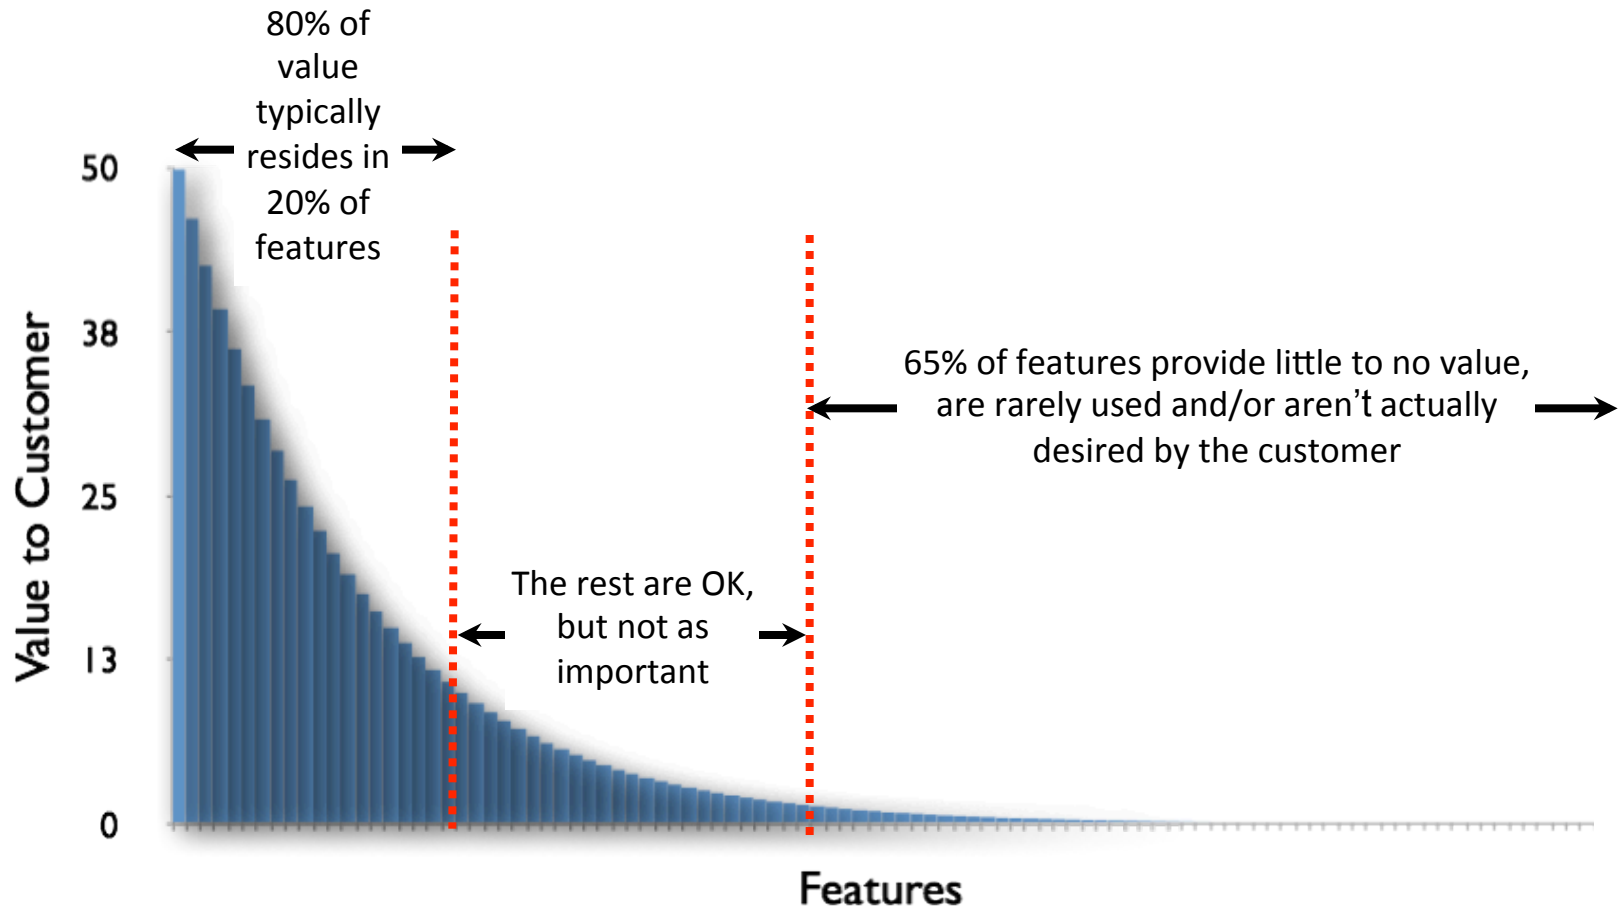 80% of
value
typically
resides in
20% of
features
50
38
25
13
0
Value to Customer
65% of features provide little to no value,
are rarely used and/or aren't actually
desired by the customer
The rest are OK,
but not as
important
Features